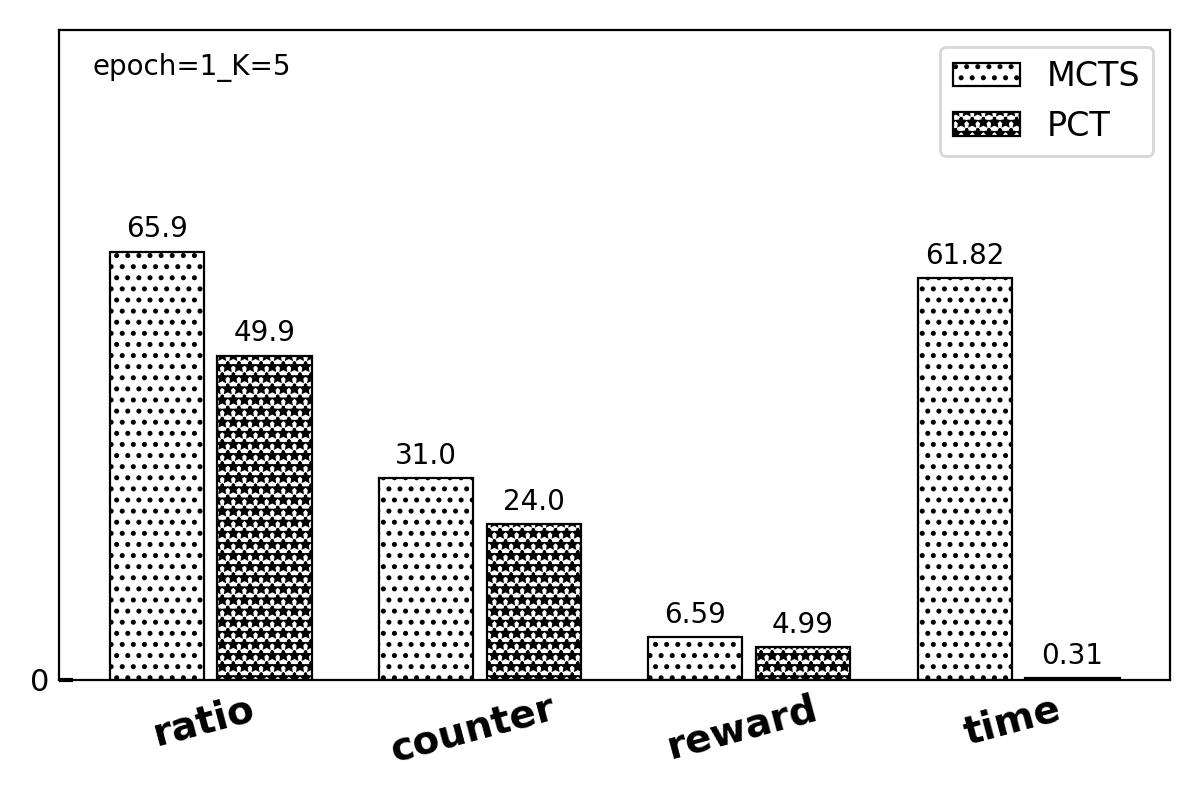 epoch=1_K=5
MCTS
PCT
65.9
49.9
31.0
24.0
6.59
4.99
61.82
0.31
0
ratio
counter
reward
time